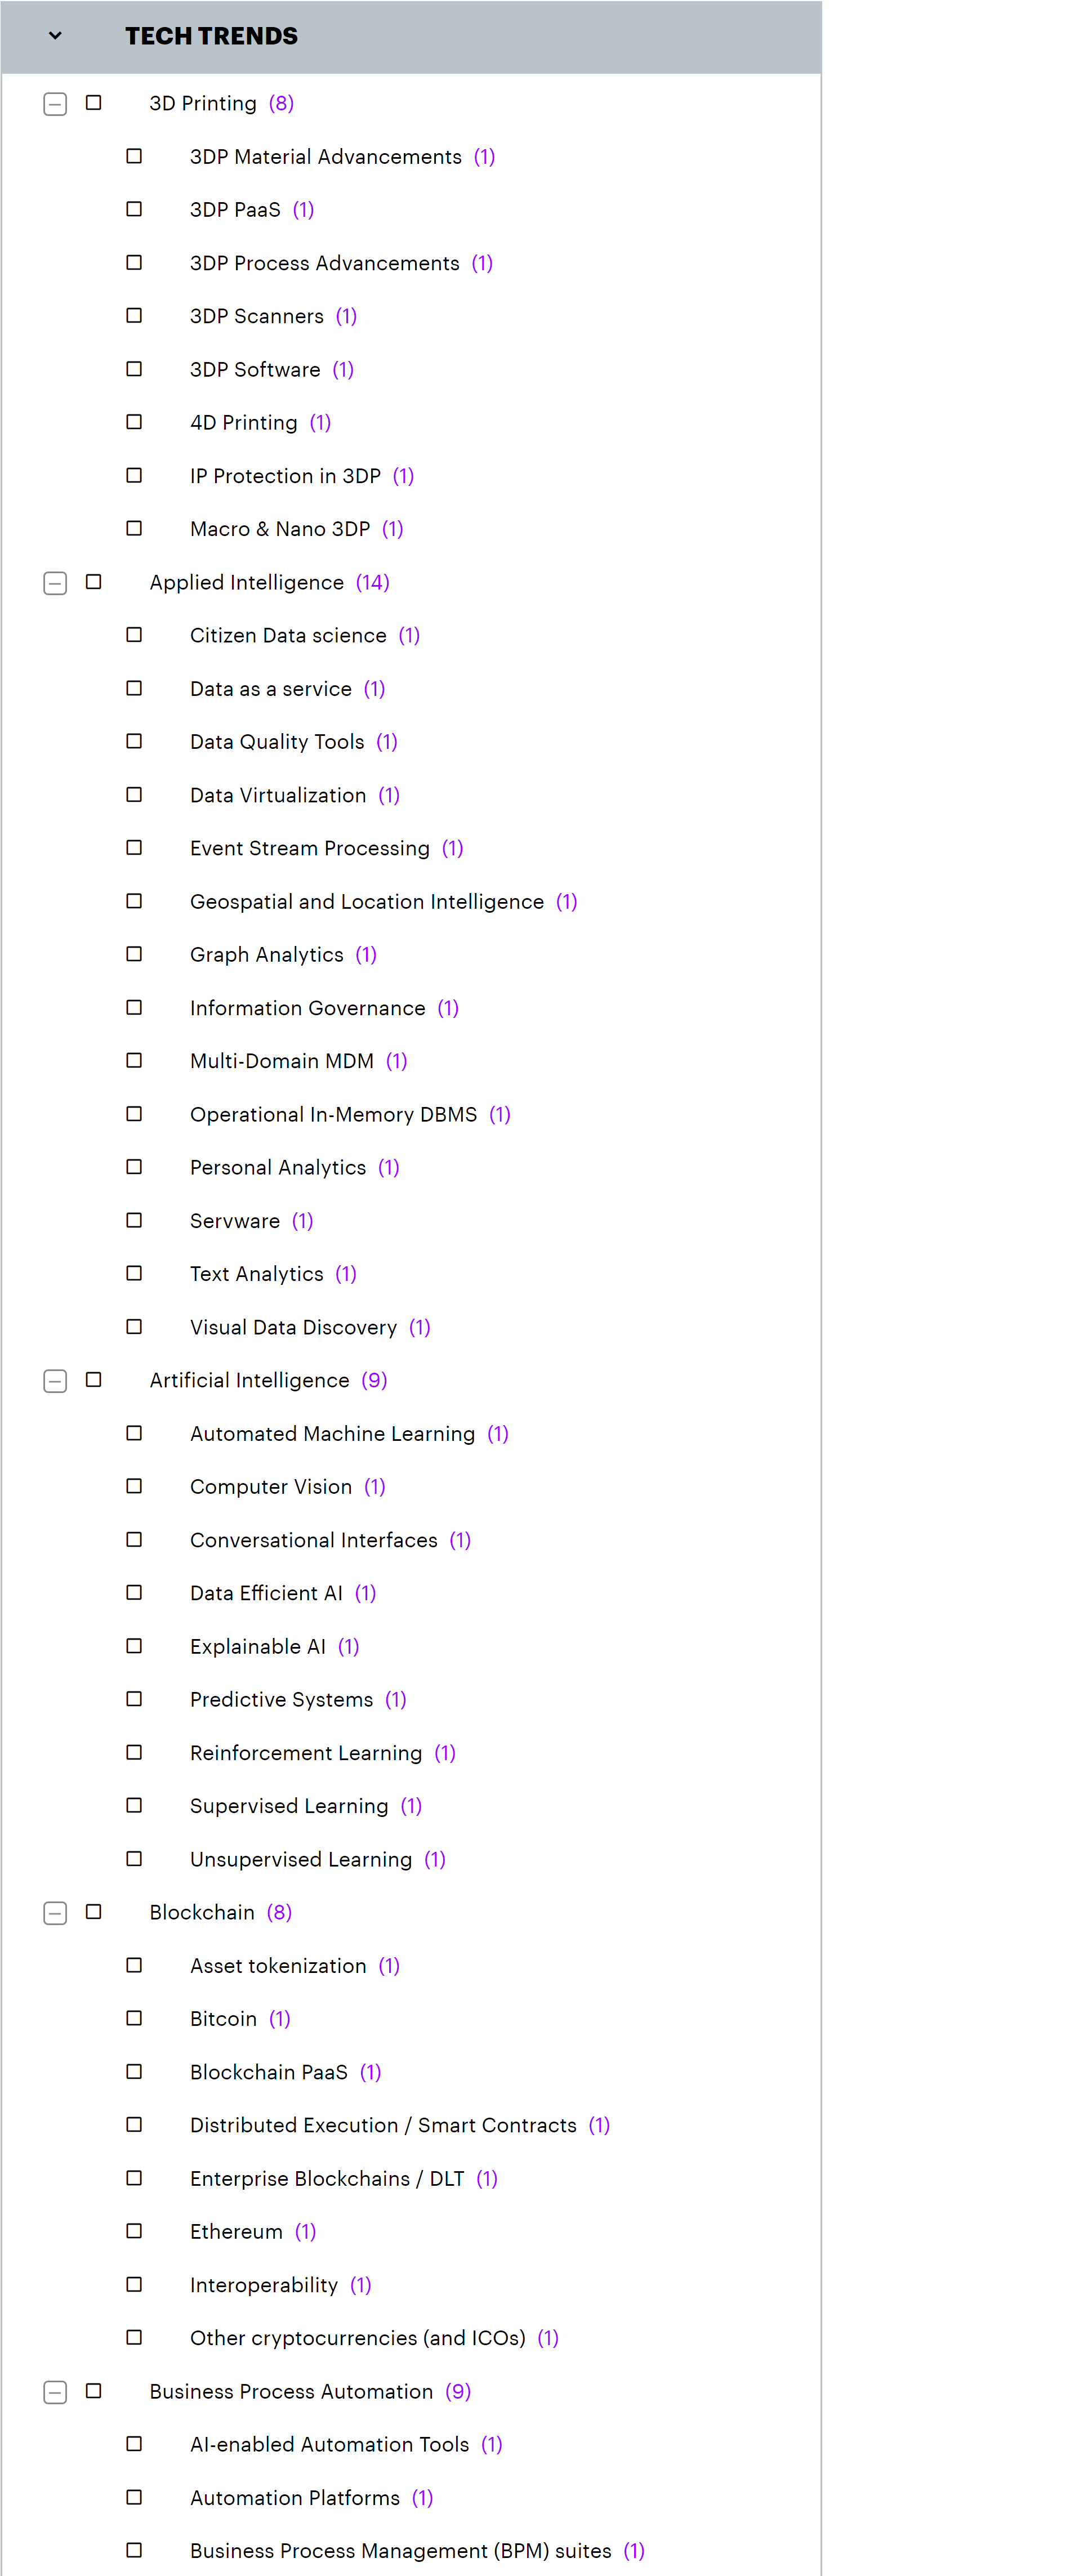 TECH TRENDS
3D Printing (8)
3DP Material Advancements (1)
3DP PaaS (1)
3DP Process Advancements (1)
3DP Scanners (1)
3DP Software (1)
4D Printing (1)
IP Protection in 3DP (1)
Macro & Nano 3DP (1)
Applied Intelligence (14)
Citizen Data science (1)
Data as a service (1)
Data Quality Tools (1)
Data Virtualization (1)
Event Stream Processing (1)
Geospatial and Location Intelligence (1)
Graph Analytics (1)
Information Governance (1)
Multi-Domain MDM (1)
Operational In-Memory DBMS (1)
Personal Analytics (1)
Servware (1)
Text Analytics (1)
Visual Data Discovery (1)
Artificial Intelligence (9)
Automated Machine Learning (1)
Computer Vision (1)
Conversational Interfaces (1)
Data Efficient AI (1)
Explainable AI (1)
Predictive Systems (1)
Reinforcement Learning (1)
Supervised Learning (1)
Unsupervised Learning (1)
Blockchain (8)
Asset tokenization (1)
Bitcoin (1)
Blockchain PaaS (1)
Distributed Execution / Smart Contracts (1)
Enterprise Blockchains / DLT (1)
Ethereum (1)
Interoperability (1)
Other cryptocurrencies (and ICOs) (1)
Business Process Automation (9)
AI-enabled Automation Tools (1)
Automation Platforms (1)
Business Process Management (BPM) suites (1)